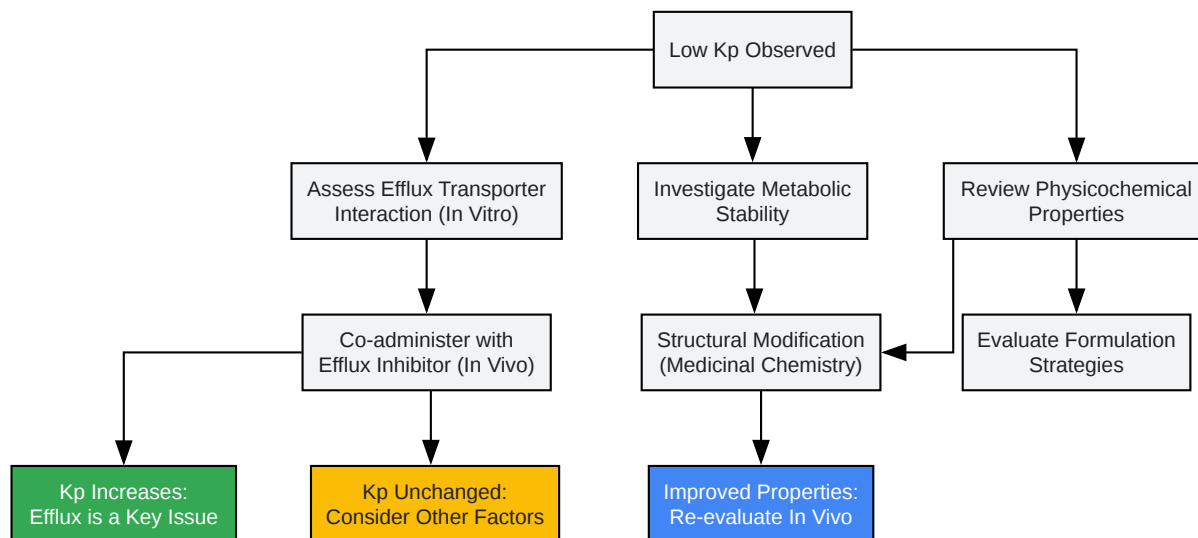 Low Kp Observed
Assess Efflux Transporter
Interaction (In Vitro)
Investigate Metabolic
Stability
Review Physicochemical
Properties
Co-administer with
Efflux Inhibitor (In Vivo)
Structural Modification
(Medicinal Chemistry)
Evaluate Formulation
Strategies
Kp Increases:
Efflux is a Key Issue
Kp Unchanged:
Consider Other Factors
Improved Properties:
Re-evaluate In Vivo